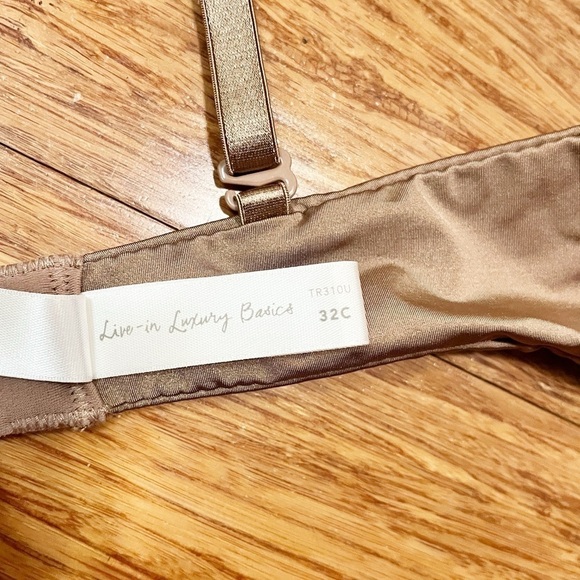 Live-in Luxury Basics
TR310U
32C